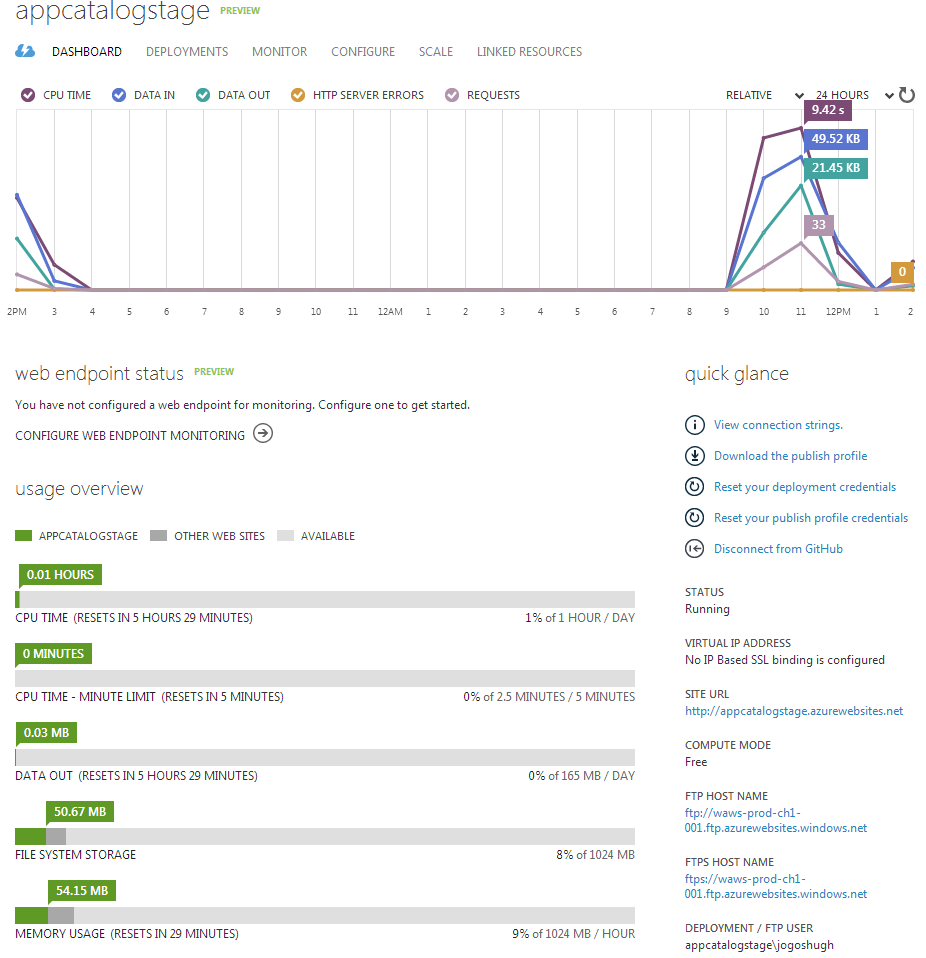 appcatalogstage PREVIEW
DASHBOARD DEPLOYMENTS MONITOR CONFIGURE SCALE LINKED RESOURCES
CPU TIME DATA IN DATA OUT HTTP SERVER ERRORS REQUESTS RELATIVE 24 HOURS
9.42 s
49.52 KB
21.45 KB
33
0
2PM 3 4 5 6 7 8 9 10 11 12AM 1 2 3 4 5 6 7 8 9 10 11 12PM 1 2
web endpoint status PREVIEW
You have not configured a web endpoint for monitoring. Configure one to get started.
CONFIGURE WEB ENDPOINT MONITORING
usage overview
APPCATALOGSTAGE OTHER WEB SITES AVAILABLE
0.01 HOURS
CPU TIME (RESETS IN 5 HOURS 29 MINUTES) 1% of 1 HOUR / DAY
0 MINUTES
CPU TIME - MINUTE LIMIT (RESETS IN 5 MINUTES) 0% of 2.5 MINUTES / 5 MINUTES
0.03 MB
DATA OUT (RESETS IN 5 HOURS 29 MINUTES) 0% of 165 MB / DAY
50.67 MB
FILE SYSTEM STORAGE 8% of 1024 MB
54.15 MB
MEMORY USAGE (RESETS IN 29 MINUTES) 9% of 1024 MB / HOUR
quick glance
View connection strings.
Download the publish profile
Reset your deployment credentials
Reset your publish profile credentials
Disconnect from GitHub
STATUS
Running
VIRTUAL IP ADDRESS
No IP Based SSL binding is configured
SITE URL
http://appcatalogstage.azurewebsites.net
COMPUTE MODE
Free
FTP HOST NAME
ftp://waws-prod-ch1-
001.ftp.azurewebsites.windows.net
FTPS HOST NAME
ftps://waws-prod-ch1-
001.ftp.azurewebsites.windows.net
DEPLOYMENT / FTP USER
appcatalogstage\jogoshugh